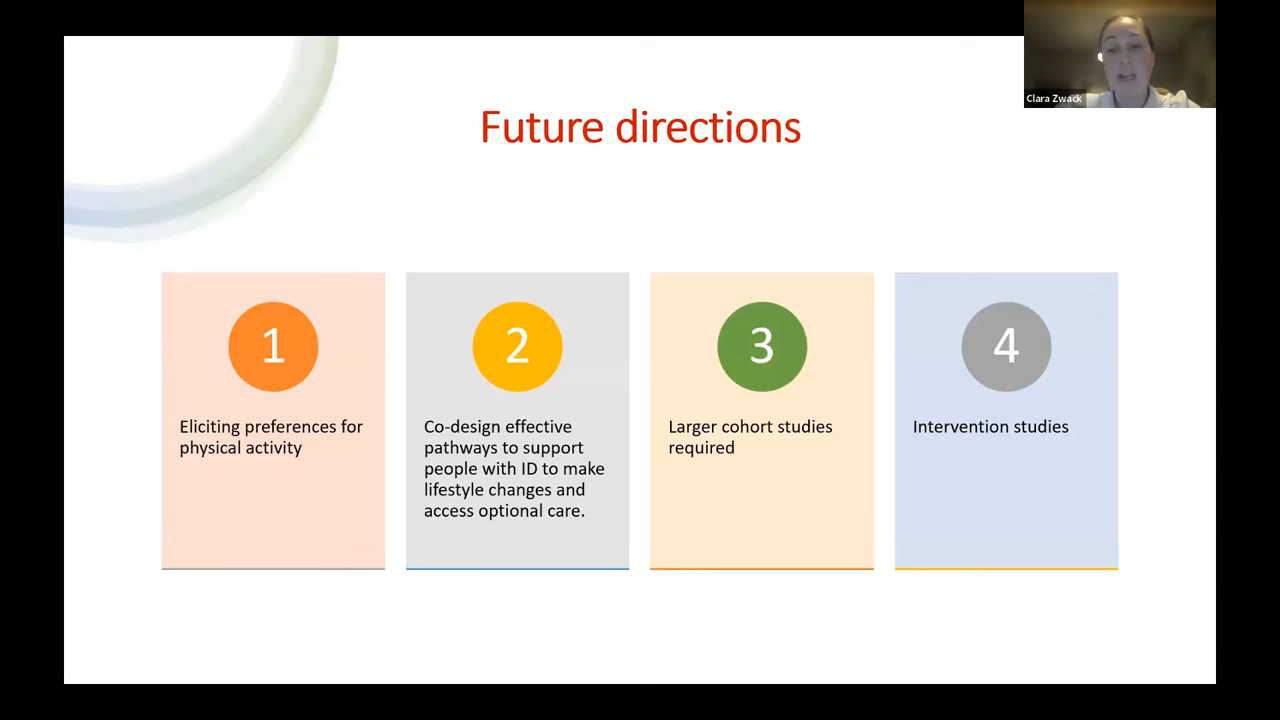 Clara Zwack
Future directions
1
Eliciting preferences for
physical activity
2
Co-design effective
pathways to support
people with ID to make
lifestyle changes and
access optional care.
3
Larger cohort studies
required
4
Intervention studies